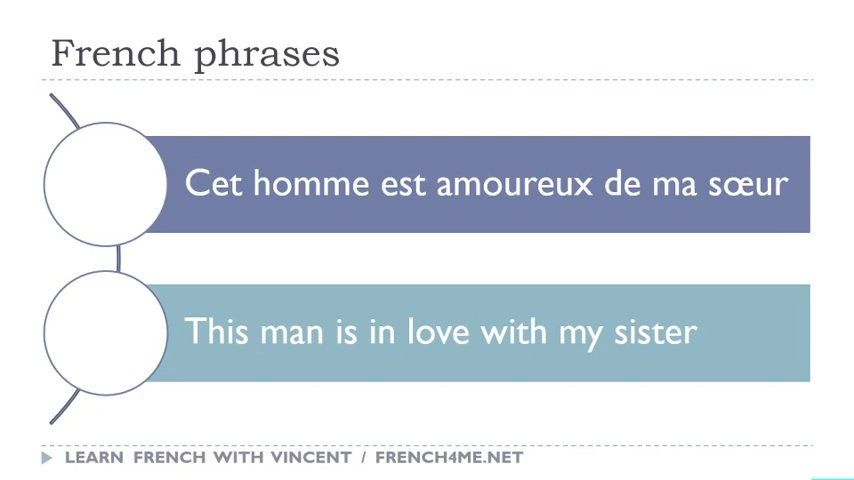 French phrases
Cet homme est amoureux de ma sœur
This man is in love with my sister
LEARN FRENCH WITH VINCENT / FRENCH4ME.NET